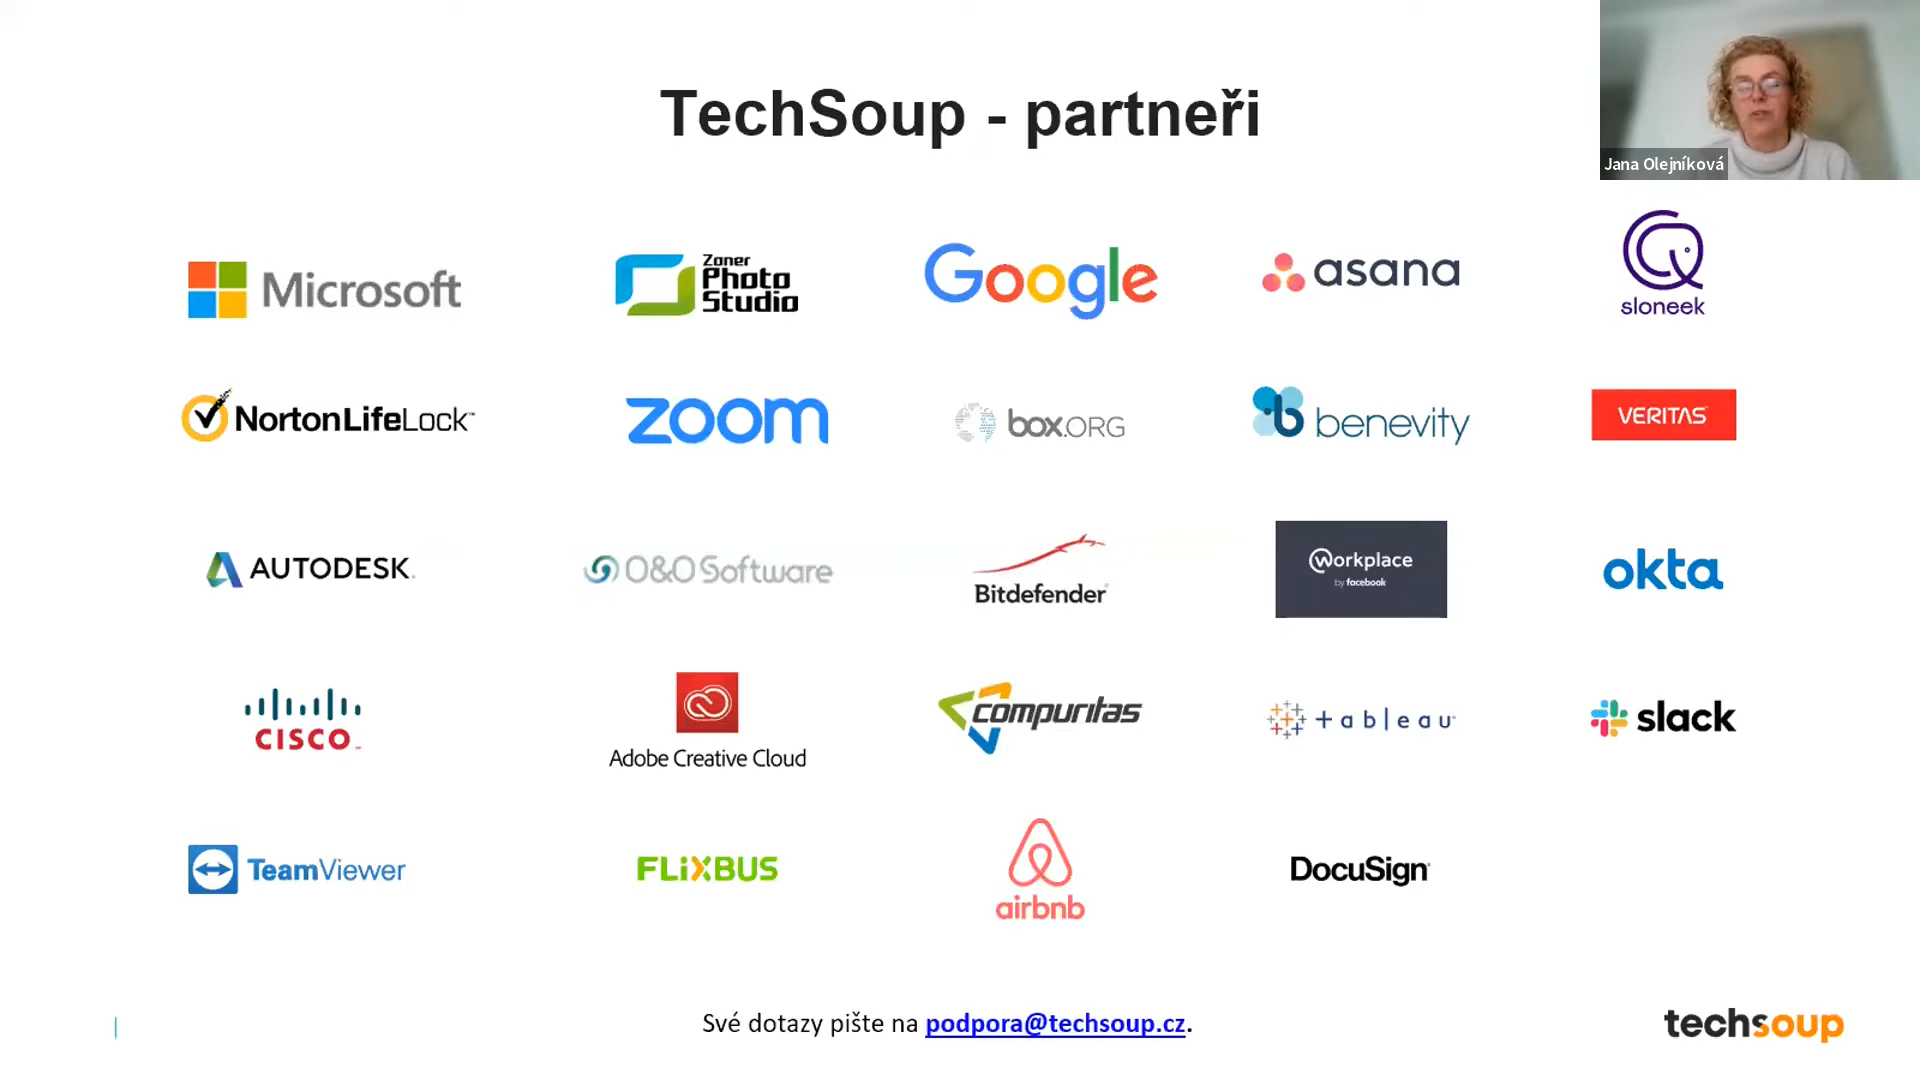 TechSoup - partneři
Jana Olejníková
Microsoft
Zoner
Photo
Studio
Google
asana
sloneek
NortonLifeLock™
zoom
box.ORG
benevity
VERITAS
AUTODESK.
O&O Software
Bitdefender®
Workplace
by facebook
okta
CISCO™
Adobe Creative Cloud
compuritas
tableau
slack
TeamViewer
FLiXBUS
airbnb
DocuSign®
Své dotazy pište na podpora@techsoup.cz.
techsoup